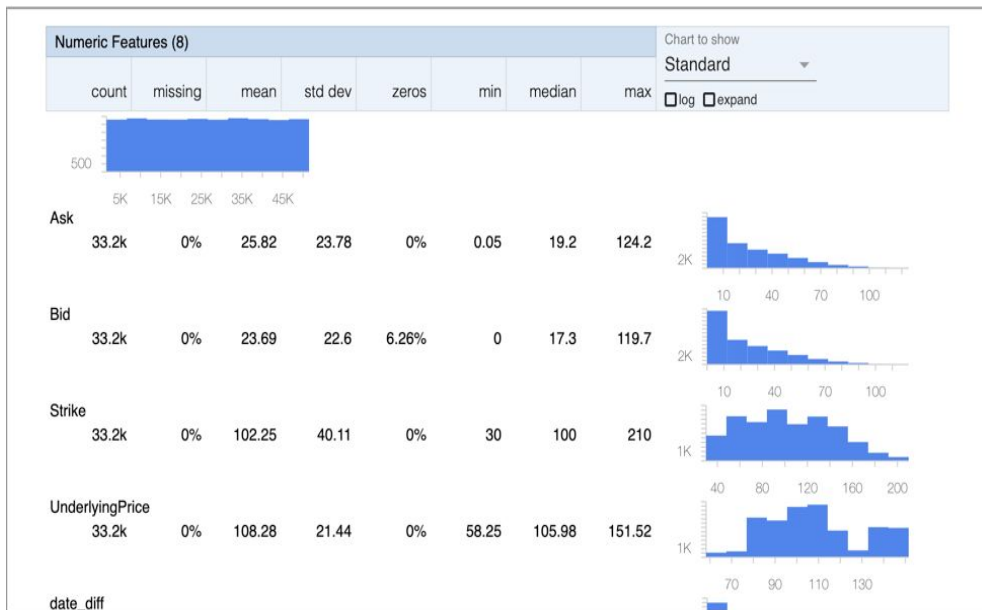 Numeric Features (8)
Chart to show
Standard
count missing mean std dev zeros min median max
log expand
500
5K 15K 25K 35K 45K
Ask
33.2k 0% 25.82 23.78 0% 0.05 19.2 124.2
2K
10 40 70 100
Bid
33.2k 0% 23.69 22.6 6.26% 0 17.3 119.7
2K
10 40 70 100
Strike
33.2k 0% 102.25 40.11 0% 30 100 210
1K
40 80 120 160 200
UnderlyingPrice
33.2k 0% 108.28 21.44 0% 58.25 105.98 151.52
1K
70 90 110 130
date_diff